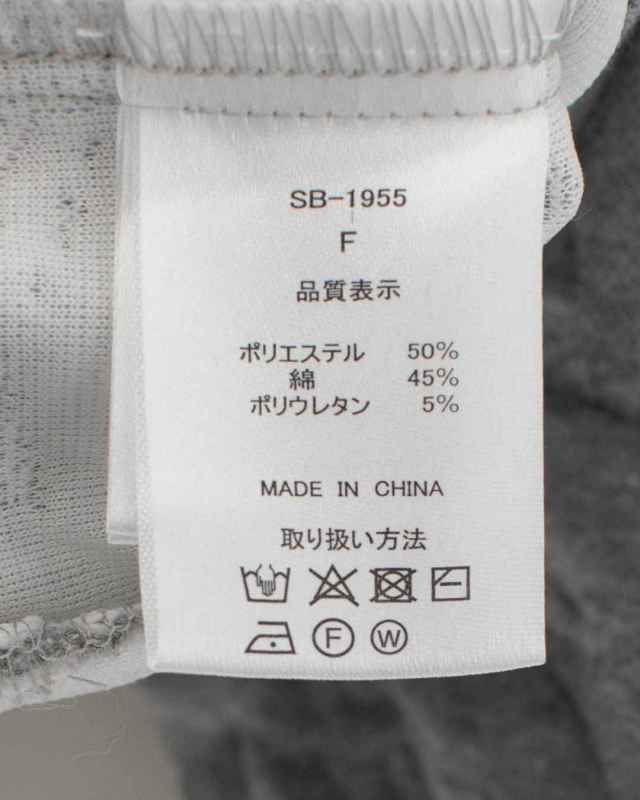 SB-1955
F
品質表示
ポリエステル 50%
綿 45%
ポリウレタン 5%
MADE IN CHINA
取り扱い方法
F W